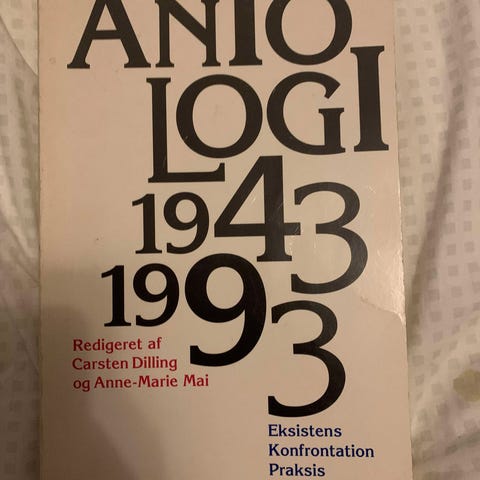 ANTO
LOGI
1943
1993
Redigeret af
Carsten Dilling
og Anne-Marie Mai
Eksistens
Konfrontation
Praksis